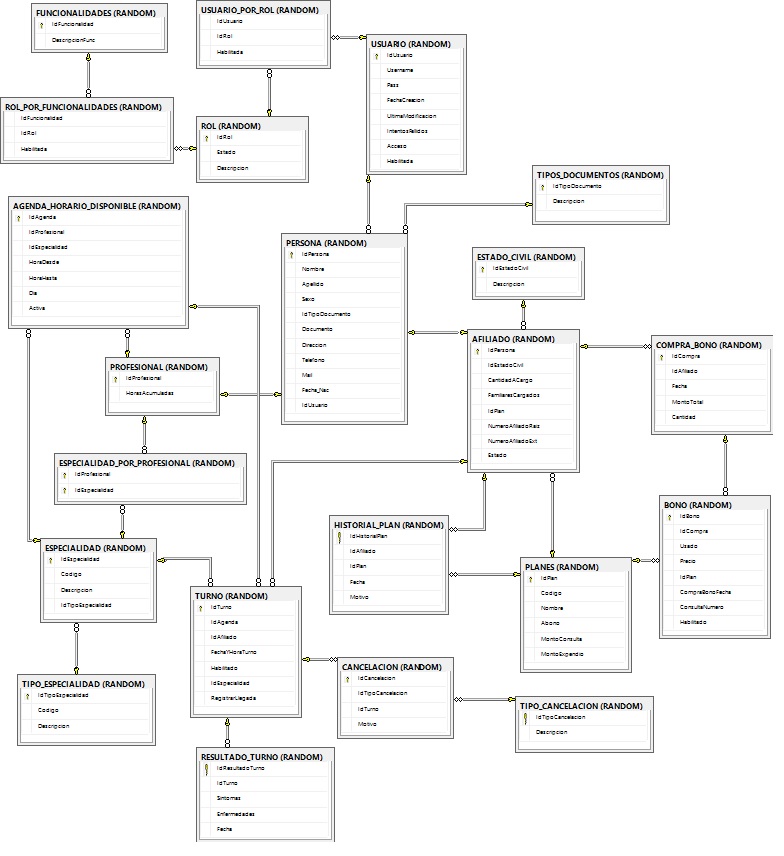 FUNCIONALIDADES (RANDOM)
IdFuncionalidad
DescripcionFunc
USUARIO_POR_ROL (RANDOM)
IdUsuario
IdRol
Habilitada
USUARIO (RANDOM)
IdUsuario
Username
Pass
FechaCreacion
UltimaModificacion
IntentosFallidos
Acceso
Habilitada
ROL_POR_FUNCIONALIDADES (RANDOM)
IdFuncionalidad
IdRol
Habilitada
ROL (RANDOM)
IdRol
Estado
Descripcion
TIPOS_DOCUMENTOS (RANDOM)
IdTipoDocumento
Descripcion
AGENDA_HORARIO_DISPONIBLE (RANDOM)
IdAgenda
IdProfesional
IdEspecialidad
HoraDesde
HoraHasta
Dia
Activa
PERSONA (RANDOM)
IdPersona
Nombre
Apellido
Sexo
IdTipoDocumento
Documento
Direccion
Telefono
Mail
Fecha_Nac
IdUsuario
ESTADO_CIVIL (RANDOM)
IdEstadoCivil
Descripcion
AFILIADO (RANDOM)
IdPersona
IdEstadoCivil
CantidadACargo
FamiliaresCargados
IdPlan
NumeroAfiliadoRaiz
NumeroAfiliadoExt
Estado
COMPRA_BONO (RANDOM)
IdCompra
IdAfiliado
Fecha
MontoTotal
Cantidad
PROFESIONAL (RANDOM)
IdProfesional
HorasAcumuladas
ESPECIALIDAD_POR_PROFESIONAL (RANDOM)
IdProfesional
IdEspecialidad
BONO (RANDOM)
IdBono
IdCompra
Usado
Precio
IdPlan
CompraBonoFecha
ConsultaNumero
Habilitado
HISTORIAL_PLAN (RANDOM)
IdHistorialPlan
IdAfiliado
IdPlan
Fecha
Motivo
ESPECIALIDAD (RANDOM)
IdEspecialidad
Codigo
Descripcion
IdTipoEspecialidad
PLANES (RANDOM)
IdPlan
Codigo
Nombre
Abono
MontoConsulta
MontoExpendio
TURNO (RANDOM)
IdTurno
IdAgenda
IdAfiliado
FechaYHoraTurno
Habilitado
IdEspecialidad
RegistrarLlegada
CANCELACION (RANDOM)
IdCancelacion
IdTipoCancelacion
IdTurno
Motivo
TIPO_ESPECIALIDAD (RANDOM)
IdTipoEspecialidad
Codigo
Descripcion
TIPO_CANCELACION (RANDOM)
IdTipoCancelacion
Descripcion
RESULTADO_TURNO (RANDOM)
IdResultadoTurno
IdTurno
Sintomas
Enfermedades
Fecha